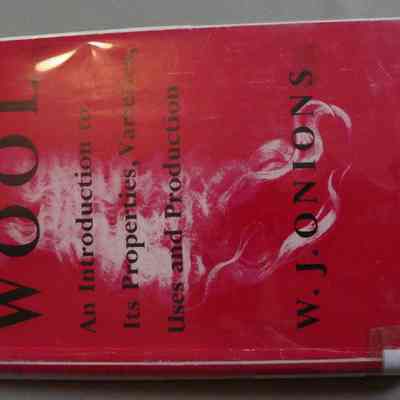 WOOL
An Introduction to
Its Properties, Varieties,
Uses and Production
W. J. ONIONS